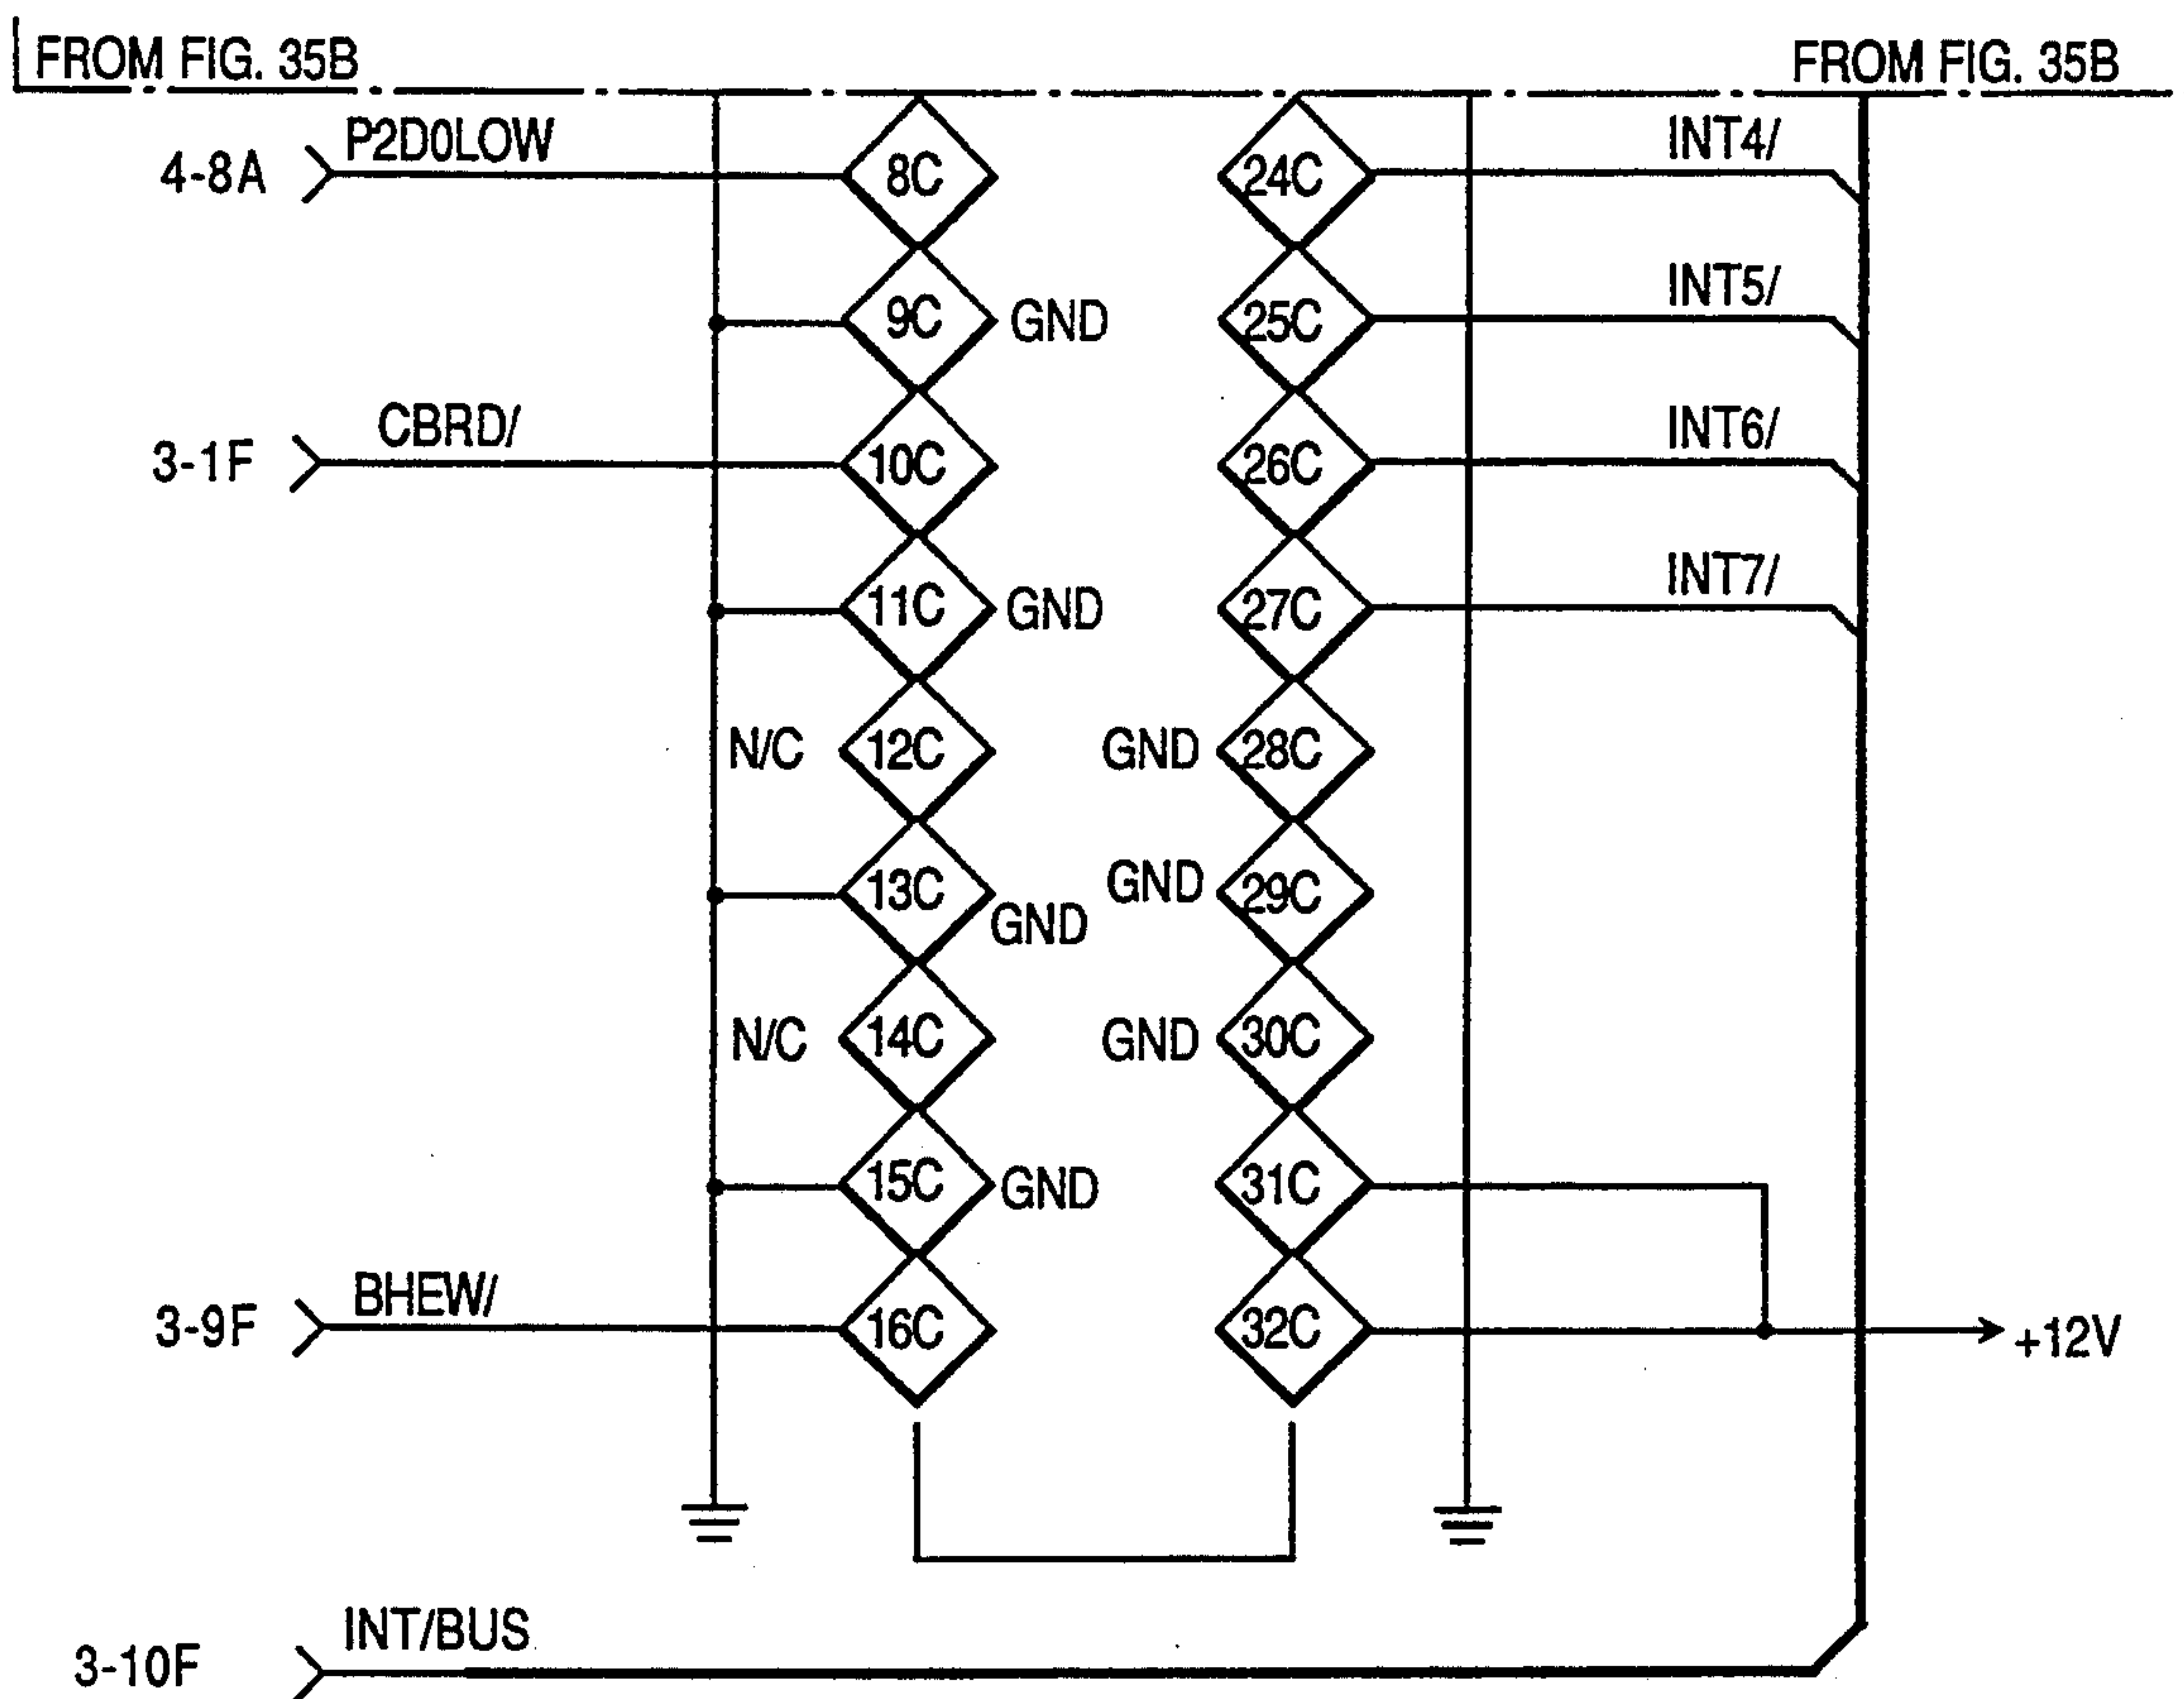 FROM FIG. 35B
FROM FIG. 35B
4-8A
P2D0LOW
8C
24C
INT4/
9C
GND
25C
INT5/
3-1F
CBRD/
10C
26C
INT6/
11C
GND
27C
INT7/
N/C
12C
GND
28C
13C
GND
GND
29C
N/C
14C
GND
30C
15C
GND
31C
3-9F
BHEW/
16C
32C
+12V
3-10F
INT/BUS